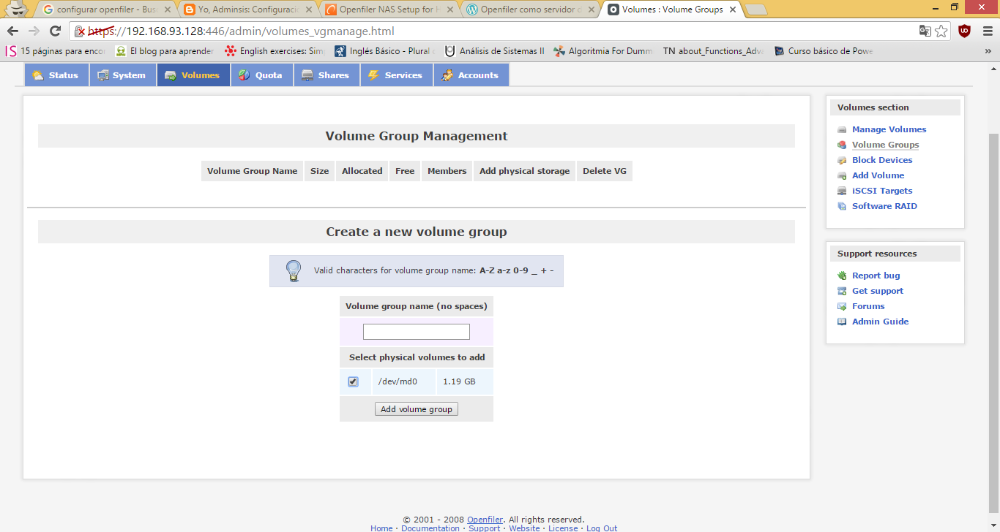 configurar openfiler - Bus
Yo, Adminsis: Configuraci
Openfiler NAS Setup for H
Openfiler como servidor d
Volumes : Volume Groups
https://192.168.93.128:446/admin/volumes_vgmanage.html
15 páginas para encon
El blog para aprender
English exercises: Sim
Inglés Básico - Plural
Análisis de Sistemas II
Algoritmia For Dumm
TN about_Functions_Adva
Curso básico de Powe
»
Status
System
Volumes
Quota
Shares
Services
Accounts
Volume Group Management
Volume Group Name Size Allocated Free Members Add physical storage Delete VG
Create a new volume group
Valid characters for volume group name: A-Z a-z 0-9 _ + -
Volume group name (no spaces)
Select physical volumes to add
/dev/md0 1.19 GB
Add volume group
Volumes section
Manage Volumes
Volume Groups
Block Devices
Add Volume
iSCSI Targets
Software RAID
Support resources
Report bug
Get support
Forums
Admin Guide
© 2001 - 2008 Openfiler. All rights reserved.
Home · Documentation · Support · Website · License · Log Out